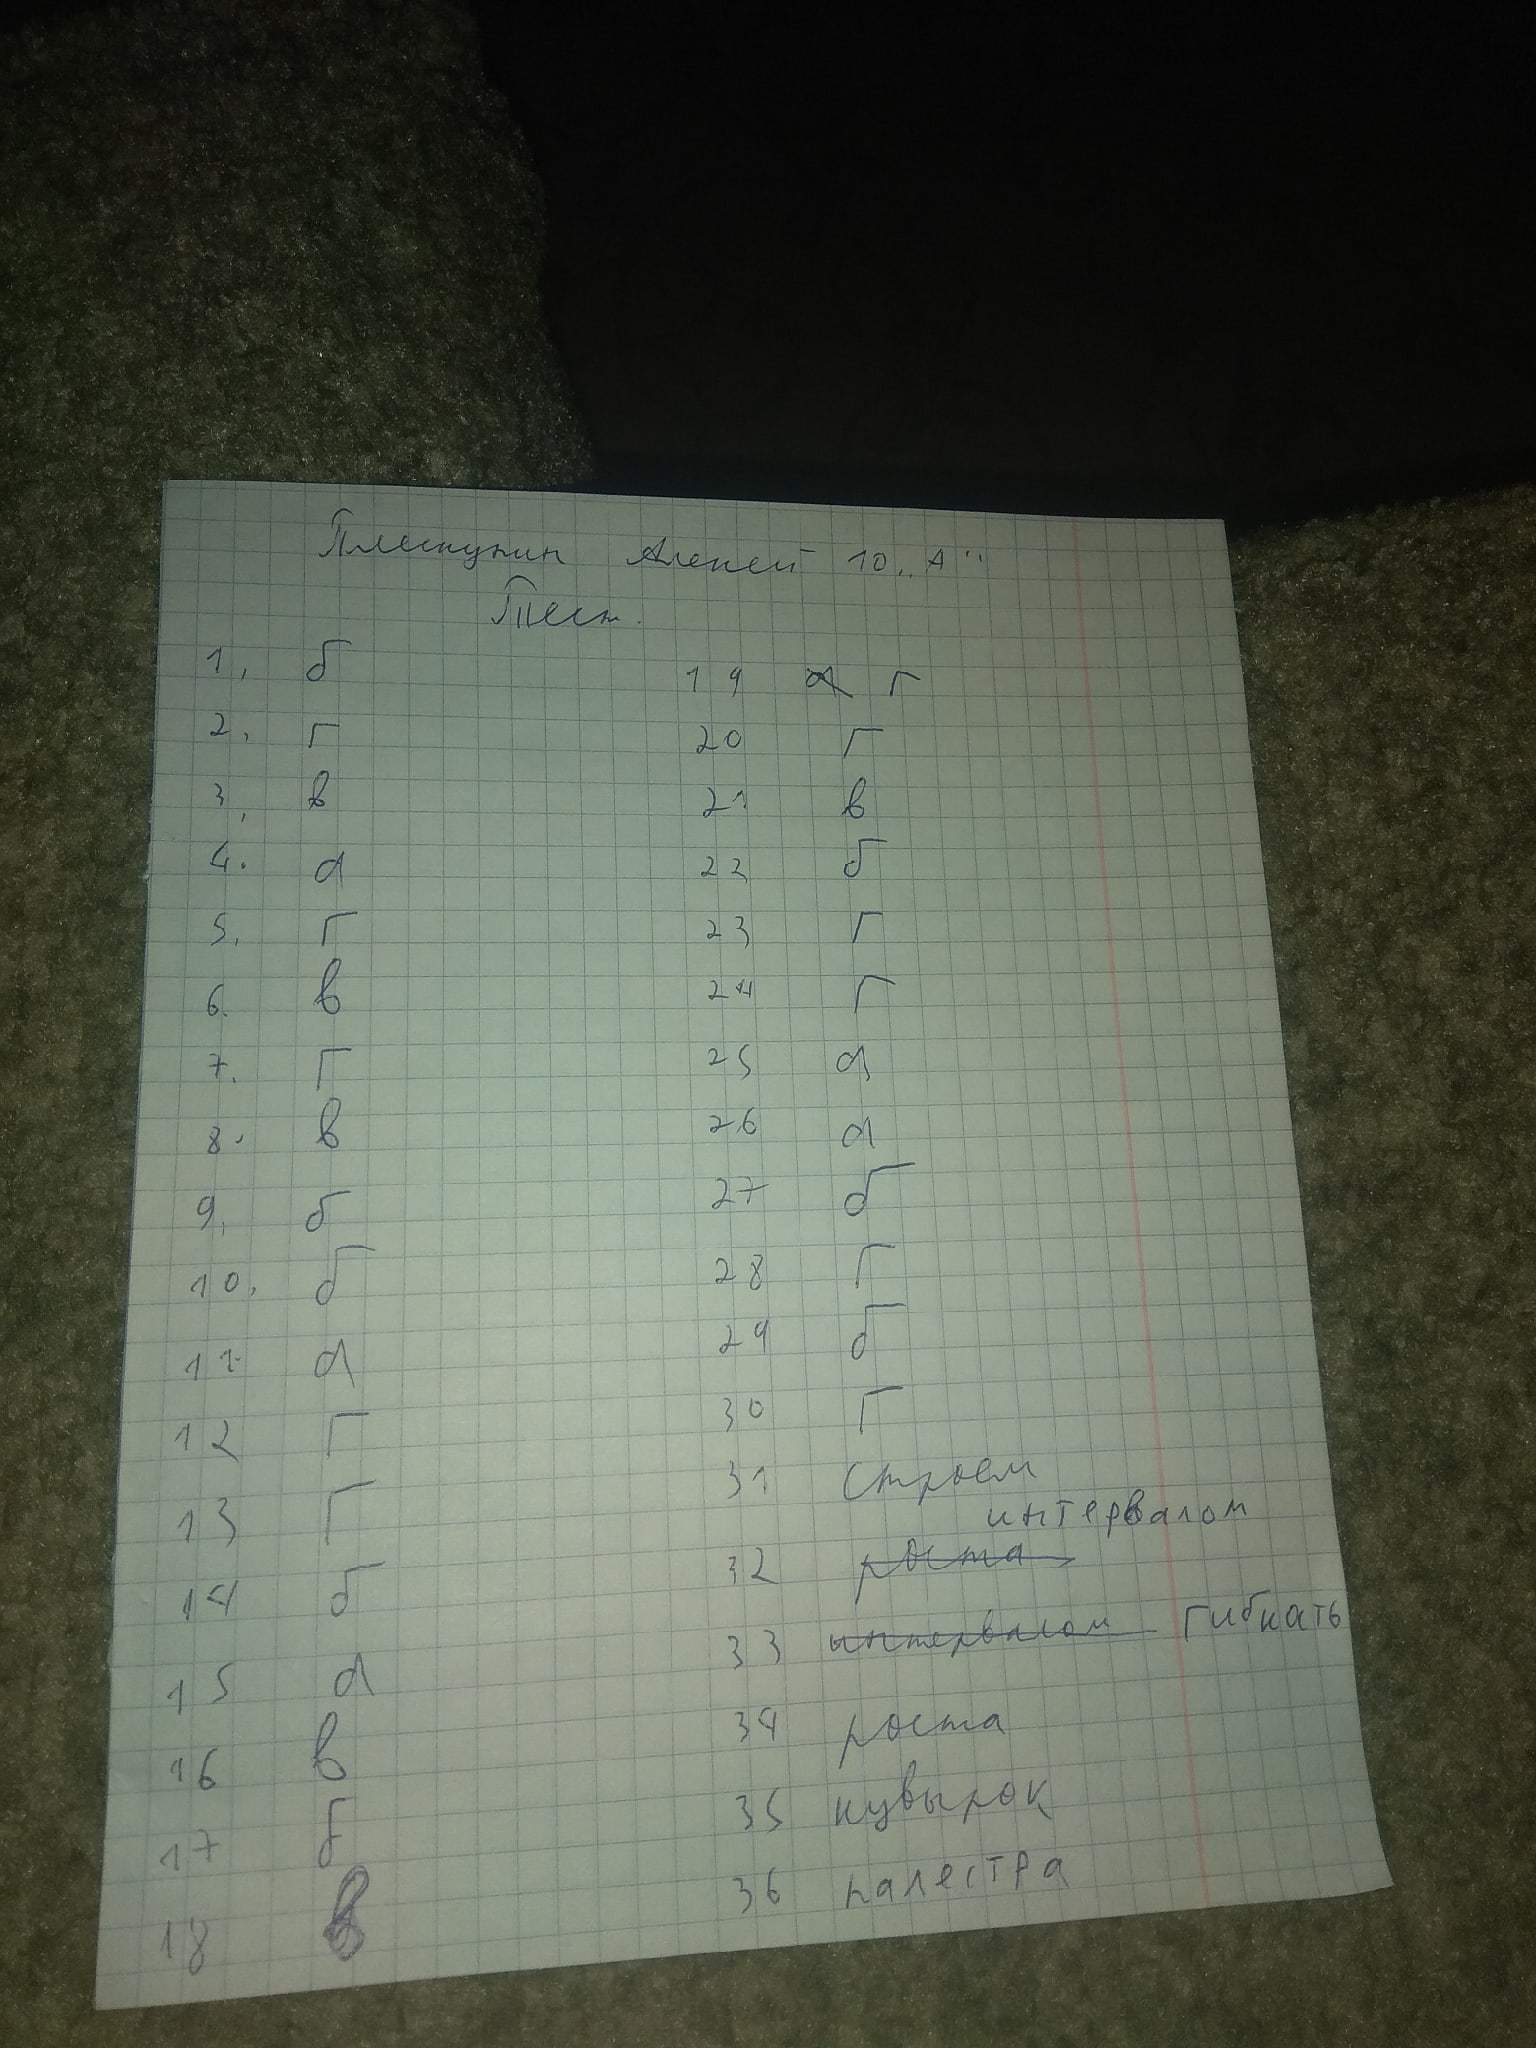 Плескунин Алексей 10 „А"
Тест.
1. б
2. г
3. в
4. а
5. г
6. в
7. г
8. в
9. б
10. б
11. а
12 г
13 г
14 б
15 а
16 в
17 б
18 в
19 а г
20 г
21 в
22 б
23 г
24 г
25 а
26 а
27 б
28 г
29 б
30 г
31 строем
интервалом
32 роста
33 интервалом гибкать
34 роста
35 кувырок
36 палестра